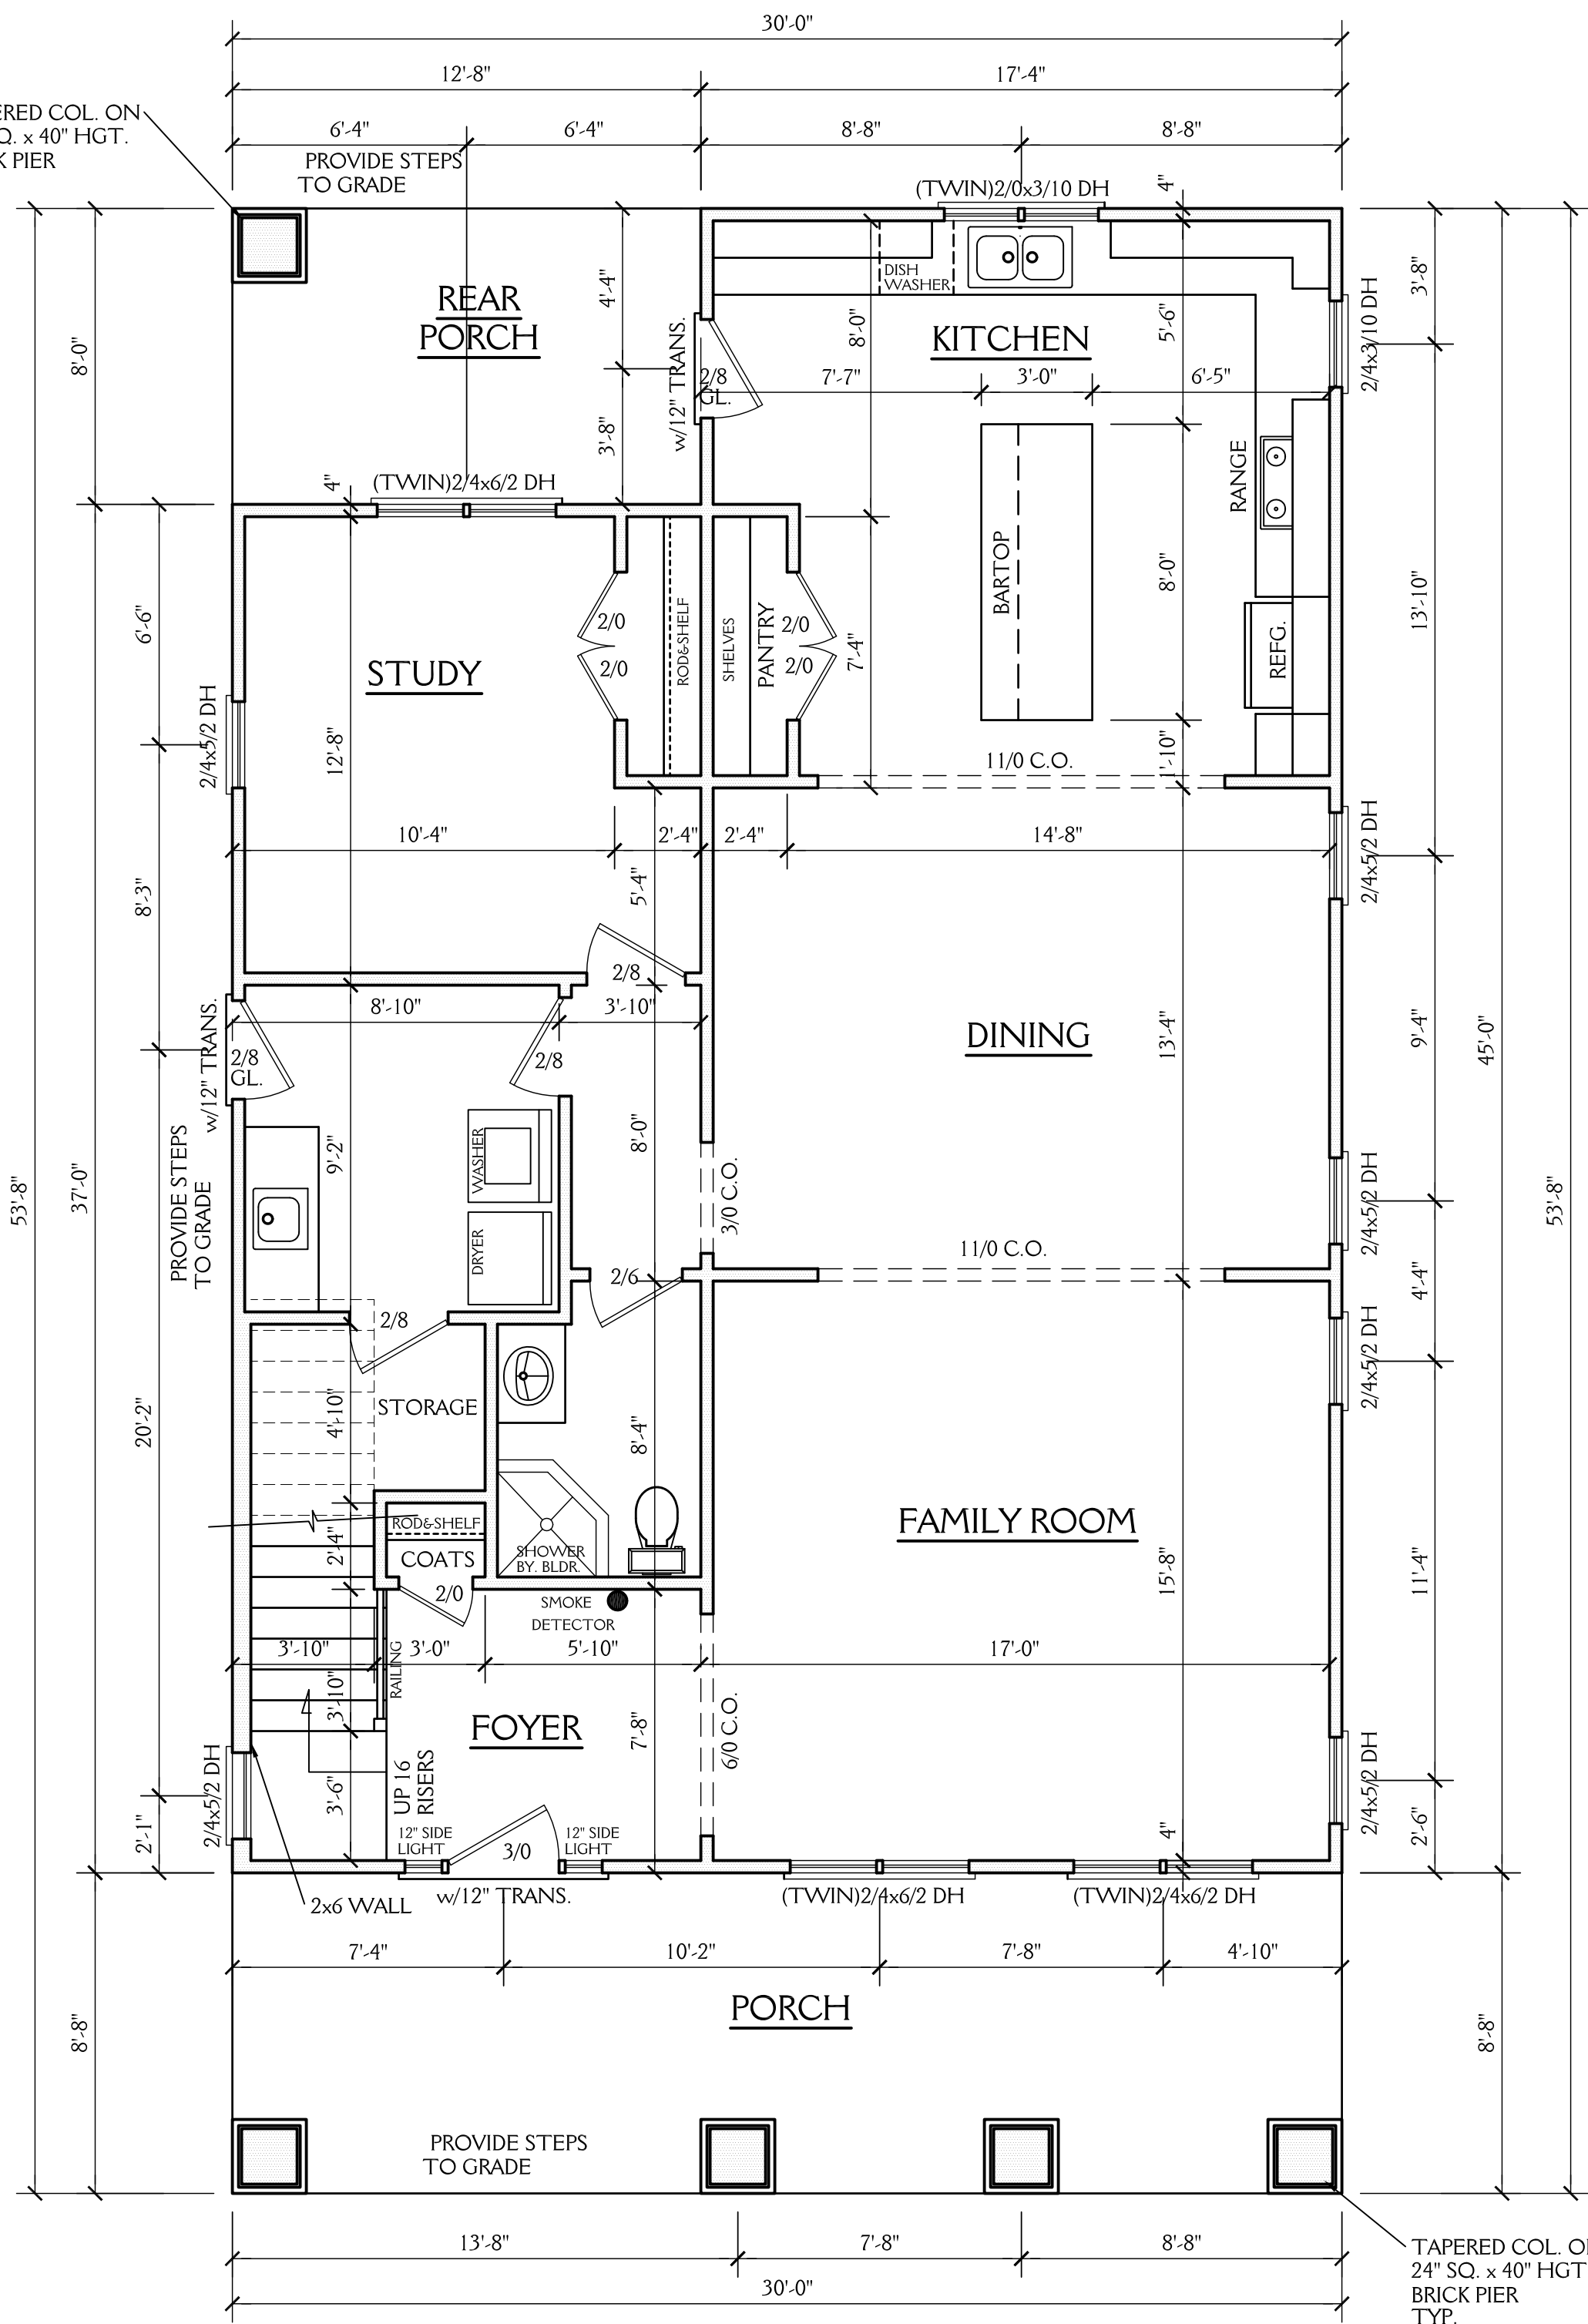 30'-0"
12'-8"
17'-4"
6'-4"
6'-4"
8'-8"
8'-8"
COL. ON
x 40" HGT.
PIER
PROVIDE STEPS
TO GRADE
(TWIN)2/0x3/10 DH
4"
REAR
PORCH
4'-4"
3'-8"
w/12" TRANS.
2/8
GL.
DISH
WASHER
KITCHEN
8'-0"
5'-6"
7'-7"
3'-0"
6'-5"
2/4x3/10 DH
3'-8"
8'-0"
4"
(TWIN)2/4x6/2 DH
RANGE
BARTOP
8'-0"
REFG.
13'-10"
6'-6"
STUDY
2/0
2/0
ROD&SHELF
SHELVES
PANTRY
2/0
2/0
7'-4"
2/4x5/2 DH
12'-8"
11/0 C.O.
1'-10"
10'-4"
2'-4"
2'-4"
14'-8"
2/4x5/2 DH
8'-3"
5'-4"
2/8
8'-10"
3'-10"
w/12" TRANS.
2/8
GL.
2/8
DINING
13'-4"
9'-4"
45'-0"
PROVIDE STEPS
TO GRADE
9'-2"
WASHER
DRYER
8'-0"
3/0 C.O.
2/4x5/2 DH
53'-8"
37'-0"
53'-8"
11/0 C.O.
2/6
4'-4"
2/8
2/4x5/2 DH
20'-2"
4'-10"
STORAGE
8'-4"
ROD&SHELF
2'-4"
COATS
2/0
SHOWER
BY. BLDR.
FAMILY ROOM
15'-8"
11'-4"
SMOKE
DETECTOR
3'-10"
3'-0"
5'-10"
17'-0"
RAILING
3'-10"
FOYER
7'-8"
6/0 C.O.
UP 16
RISERS
3'-6"
2/4x5/2 DH
2'-1"
12" SIDE
LIGHT
3/0
12" SIDE
LIGHT
4"
2/4x5/2 DH
2'-6"
2x6 WALL
w/12" TRANS.
(TWIN)2/4x6/2 DH
(TWIN)2/4x6/2 DH
7'-4"
10'-2"
7'-8"
4'-10"
PORCH
8'-8"
8'-8"
PROVIDE STEPS
TO GRADE
13'-8"
7'-8"
8'-8"
30'-0"
TAPERED COL.
24" SQ. x 40" HGT
BRICK PIER
TYP.